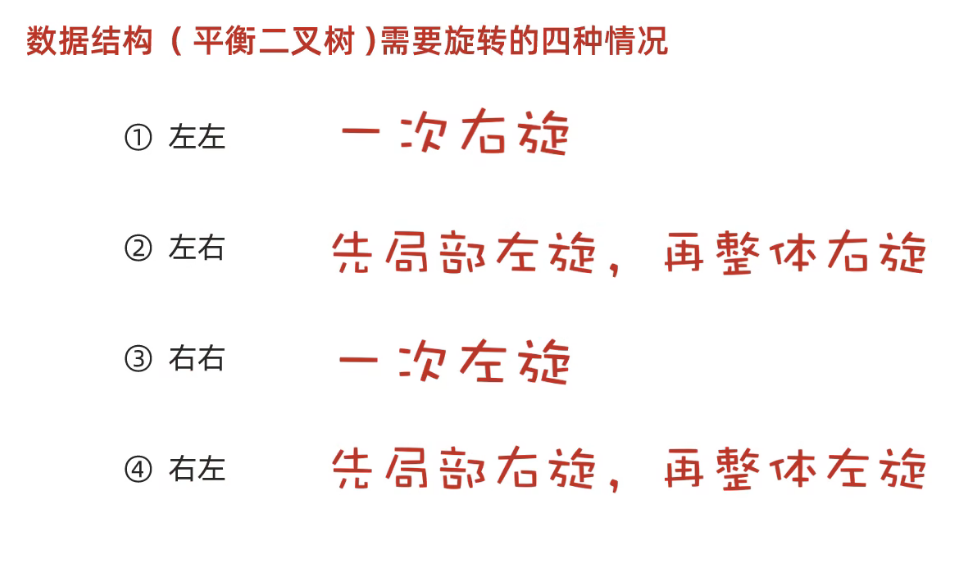 数据结构（平衡二叉树)需要旋转的四种情况
① 左左 一次右旋
② 左右 先局部左旋，再整体右旋
③ 右右 一次左旋
④ 右左 先局部右旋，再整体左旋